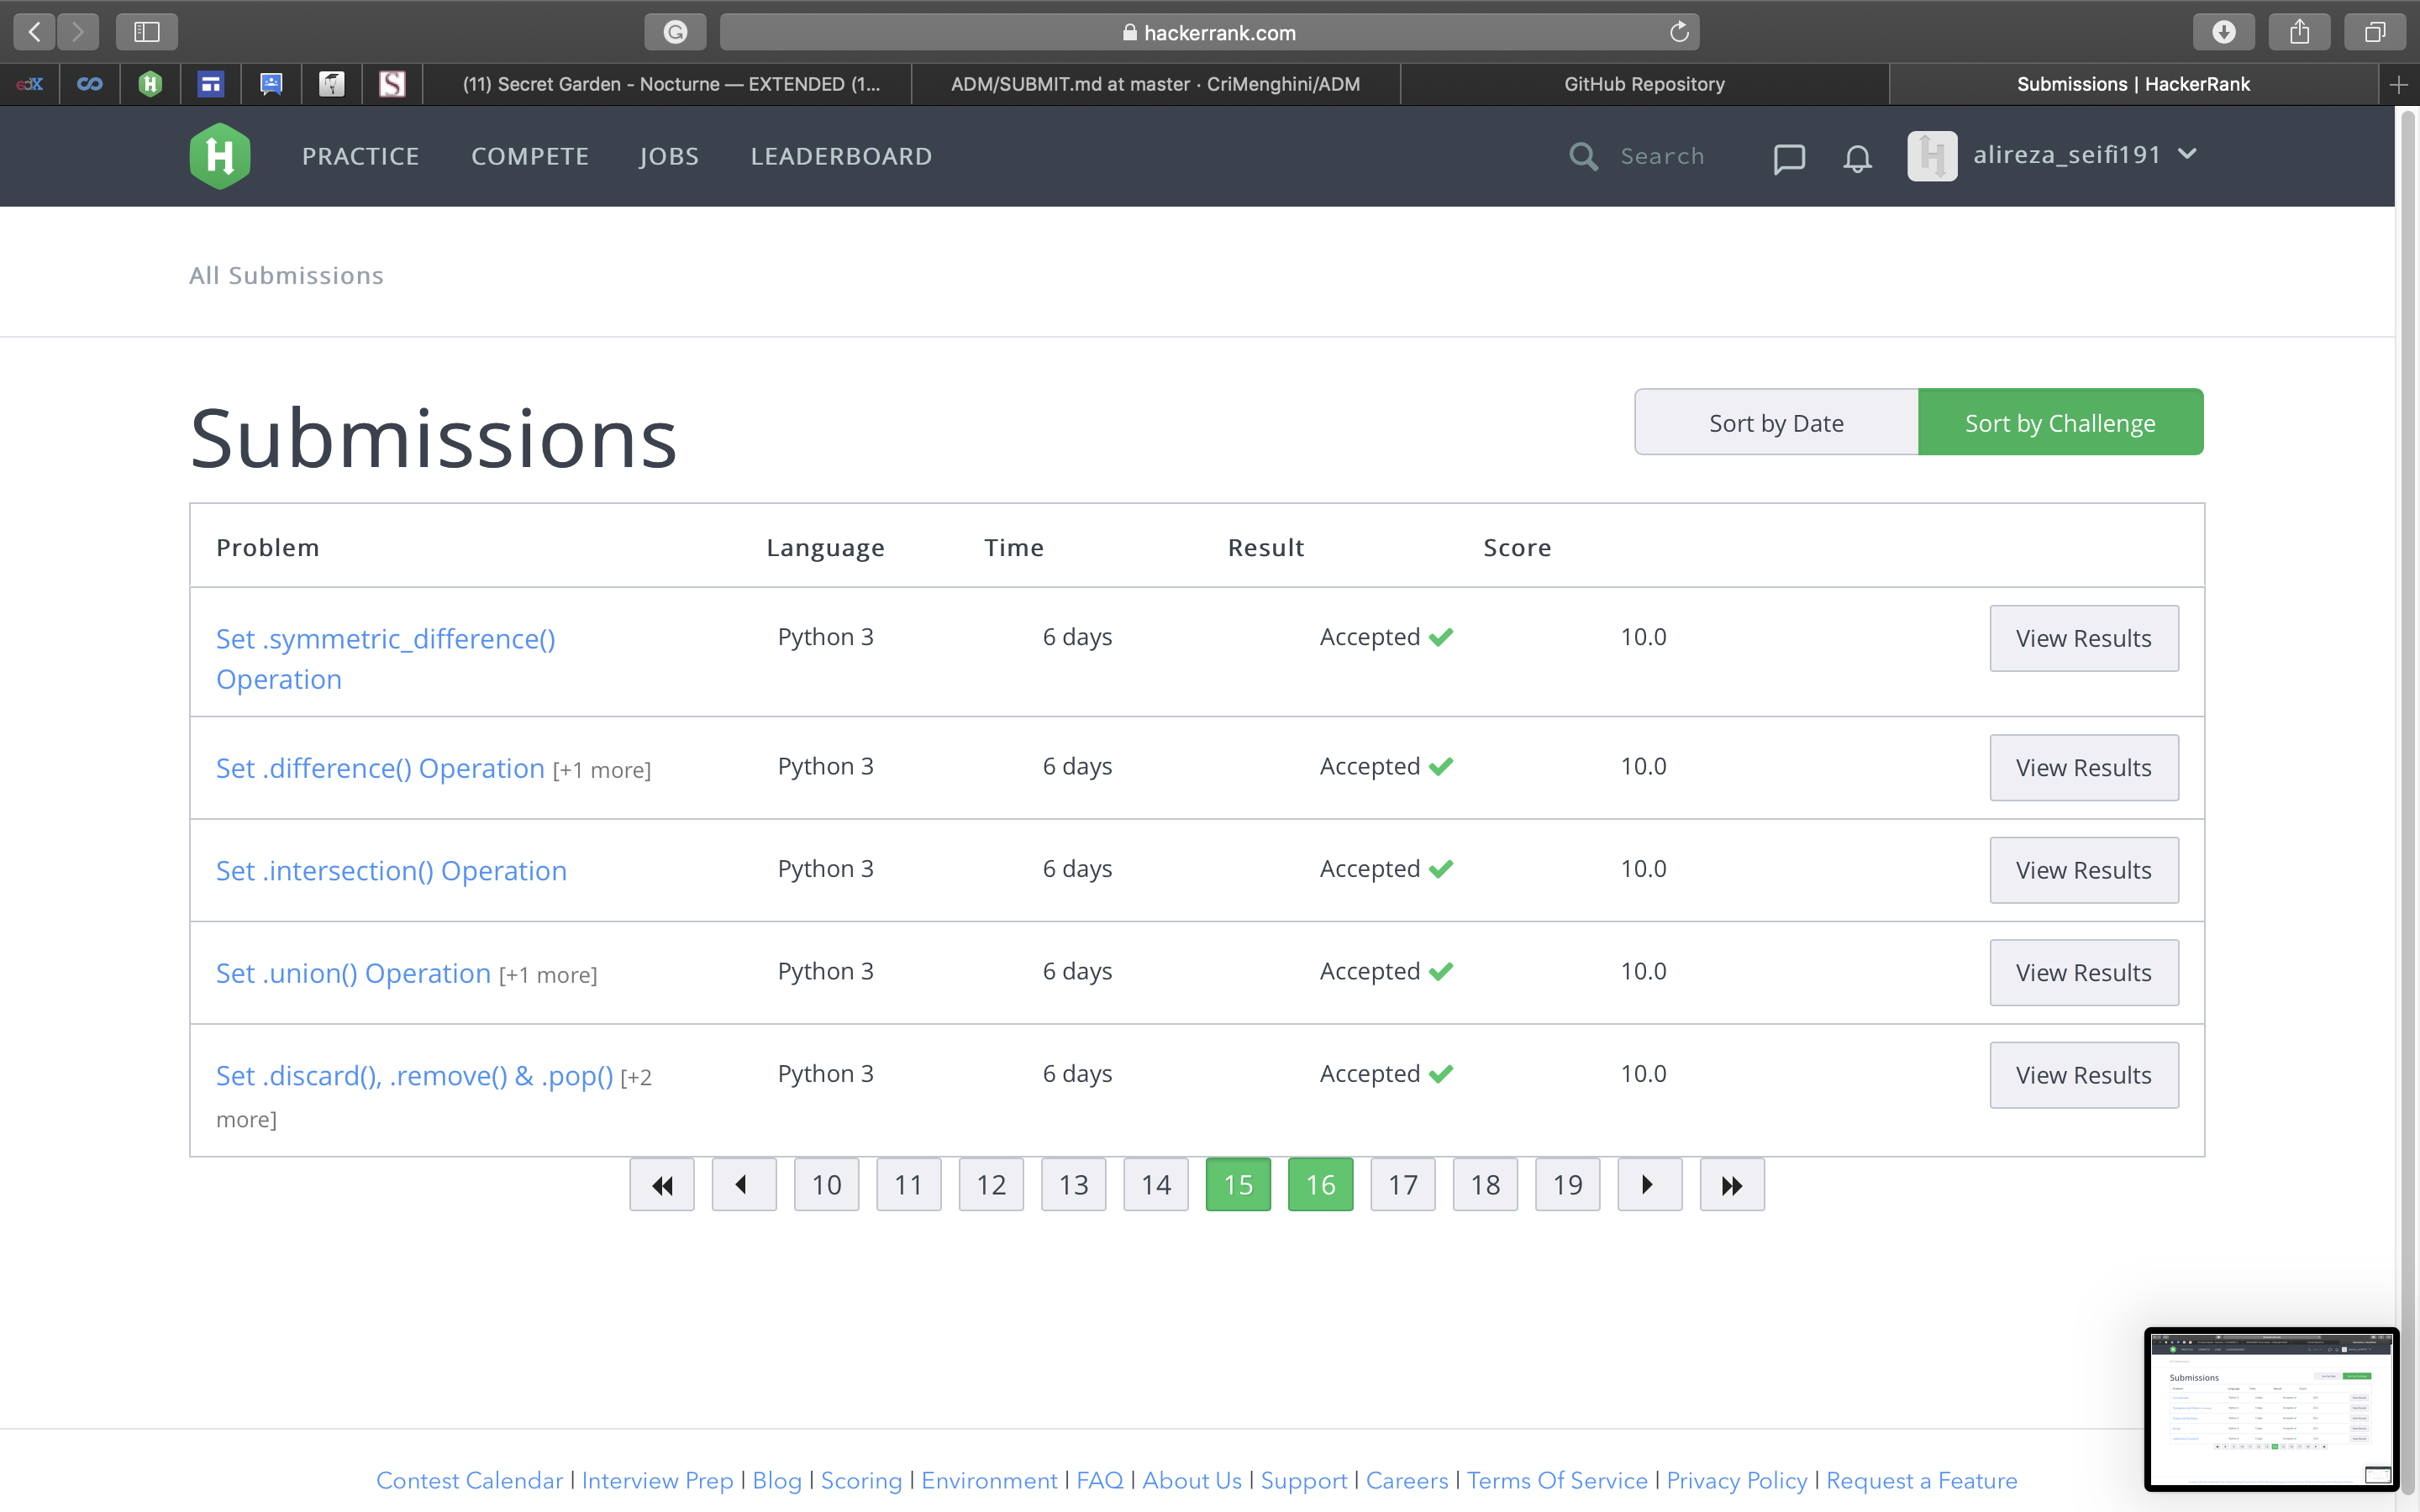 hackerrank.com
(11) Secret Garden - Nocturne — EXTENDED (1...
ADM/SUBMIT.md at master · CriMenghini/ADM
GitHub Repository
Submissions | HackerRank
PRACTICE COMPETE JOBS LEADERBOARD Search alireza_seifi191
All Submissions
Submissions
Sort by Date Sort by Challenge
Problem Language Time Result Score
Set .symmetric_difference() Python 3 6 days Accepted 10.0 View Results
Operation
Set .difference() Operation [+1 more] Python 3 6 days Accepted 10.0 View Results
Set .intersection() Operation Python 3 6 days Accepted 10.0 View Results
Set .union() Operation [+1 more] Python 3 6 days Accepted 10.0 View Results
Set .discard(), .remove() & .pop() [+2 Python 3 6 days Accepted 10.0 View Results
more]
10 11 12 13 14 15 16 17 18 19
Submissions
Contest Calendar | Interview Prep | Blog | Scoring | Environment | FAQ | About Us | Support | Careers | Terms Of Service | Privacy Policy | Request a Feature